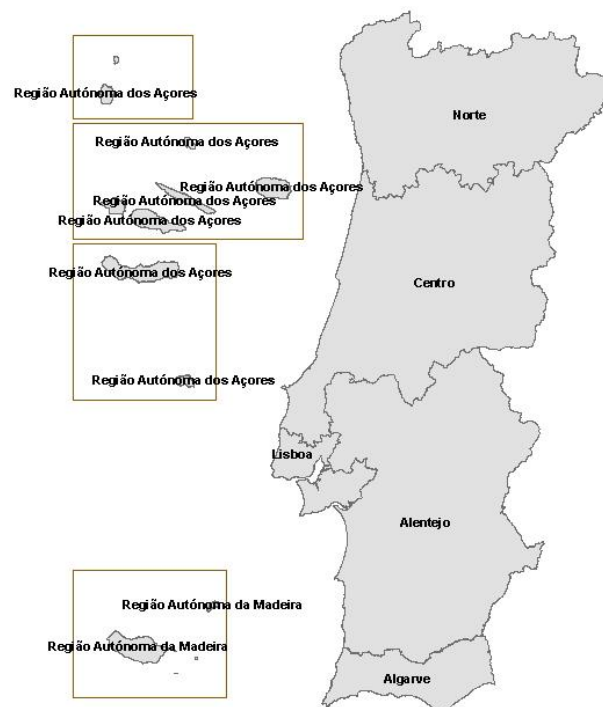 Região Autónoma dos Açores
Norte
Região Autónoma dos Açores
Região Autónoma dos Açores
Região Autónoma dos Açores
Região Autónoma dos Açores
Região Autónoma dos Açores
Centro
Região Autónoma dos Açores
Lisboa
Alentejo
Região Autónoma da Madeira
Região Autónoma da Madeira
Algarve